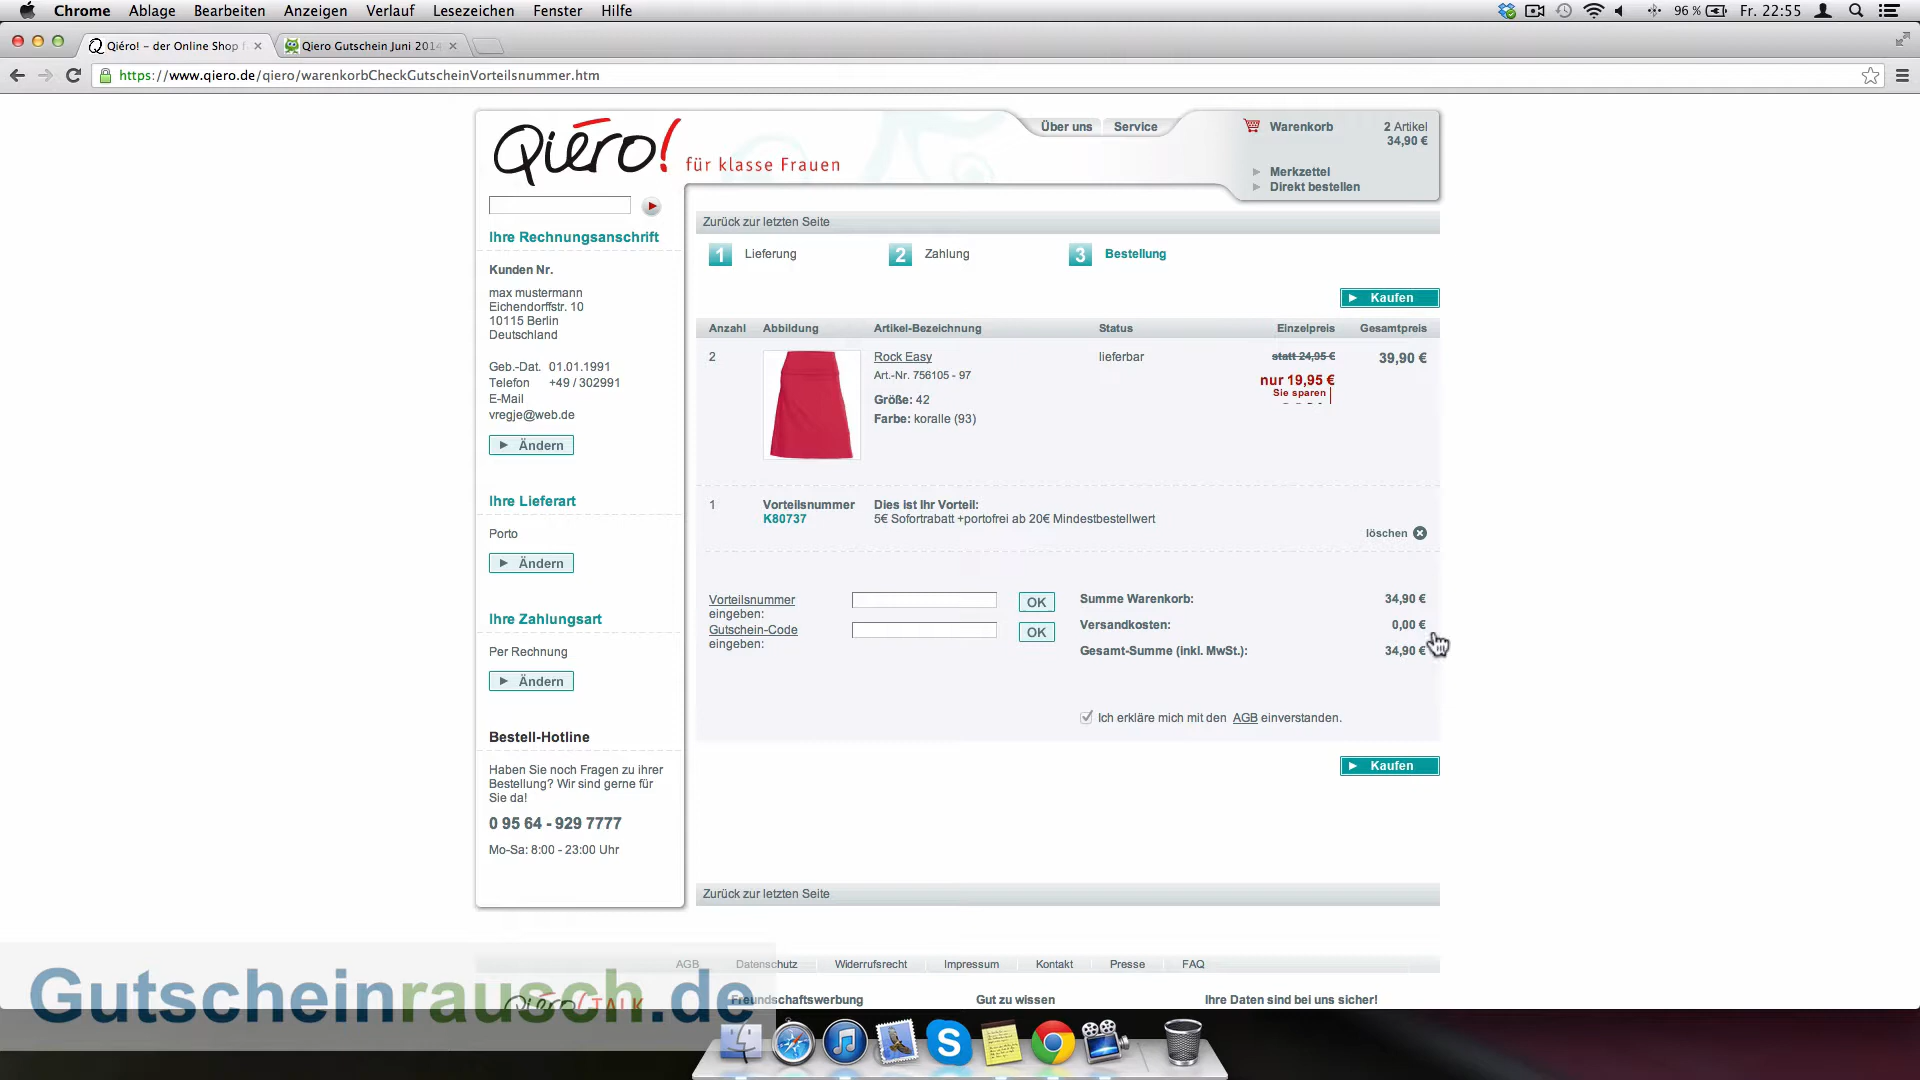 Chrome Ablage Bearbeiten Anzeigen Verlauf Lesezeichen Fenster Hilfe 96 % Fr. 22:55
Qiéro! – der Online Shop f
Qiero Gutschein Juni 2014
https://www.qiero.de/qiero/warenkorbCheckGutscheinVorteilsnummer.htm
Qiéro! für klasse Frauen
Über uns Service
Warenkorb 2 Artikel
34,90 €
Merkzettel
Direkt bestellen
Zurück zur letzten Seite
1 Lieferung 2 Zahlung 3 Bestellung
Kaufen
Ihre Rechnungsanschrift
Kunden Nr.
max mustermann
Eichendorffstr. 10
10115 Berlin
Deutschland
Geb.-Dat. 01.01.1991
Telefon +49 / 302991
E-Mail
vregje@web.de
Ändern
Ihre Lieferart
Porto
Ändern
Ihre Zahlungsart
Per Rechnung
Ändern
Bestell-Hotline
Haben Sie noch Fragen zu ihrer
Bestellung? Wir sind gerne für
Sie da!
0 95 64 - 929 7777
Mo-Sa: 8:00 - 23:00 Uhr
Anzahl Abbildung Artikel-Bezeichnung Status Einzelpreis Gesamtpreis
2 Rock Easy lieferbar statt 24,95 € 39,90 €
Art.-Nr. 756105 - 97
nur 19,95 €
Sie sparen
Größe: 42
Farbe: koralle (93)
1 Vorteilsnummer Dies ist Ihr Vorteil:
K80737 5€ Sofortrabatt +portofrei ab 20€ Mindestbestellwert
löschen
Vorteilsnummer
eingeben:
OK
Gutschein-Code
eingeben:
OK
Summe Warenkorb: 34,90 €
Versandkosten: 0,00 €
Gesamt-Summe (inkl. MwSt.): 34,90 €
Ich erkläre mich mit den AGB einverstanden.
Kaufen
Zurück zur letzten Seite
AGB Datenschutz Widerrufsrecht Impressum Kontakt Presse FAQ
Qiéro! TALK Freundschaftswerbung Gut zu wissen Ihre Daten sind bei uns sicher!
Gutscheinrausch.de